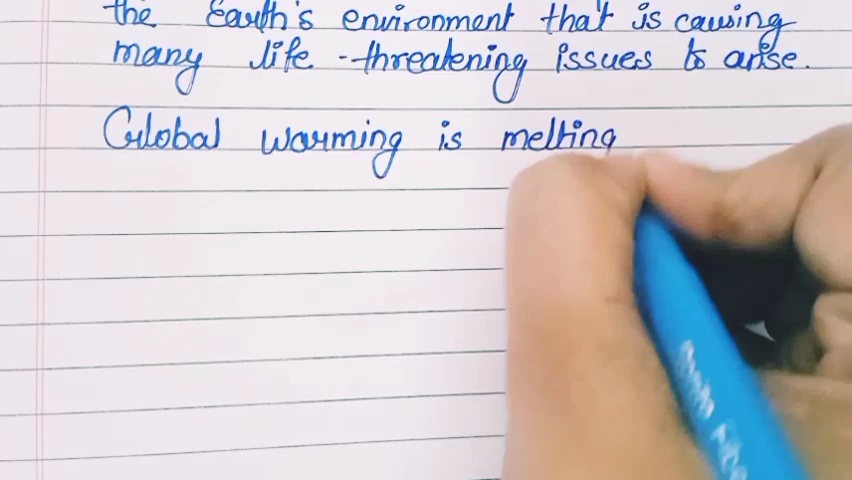 the Earth's environment that is causing
many life-threatening issues to arise.
Global warming is melting